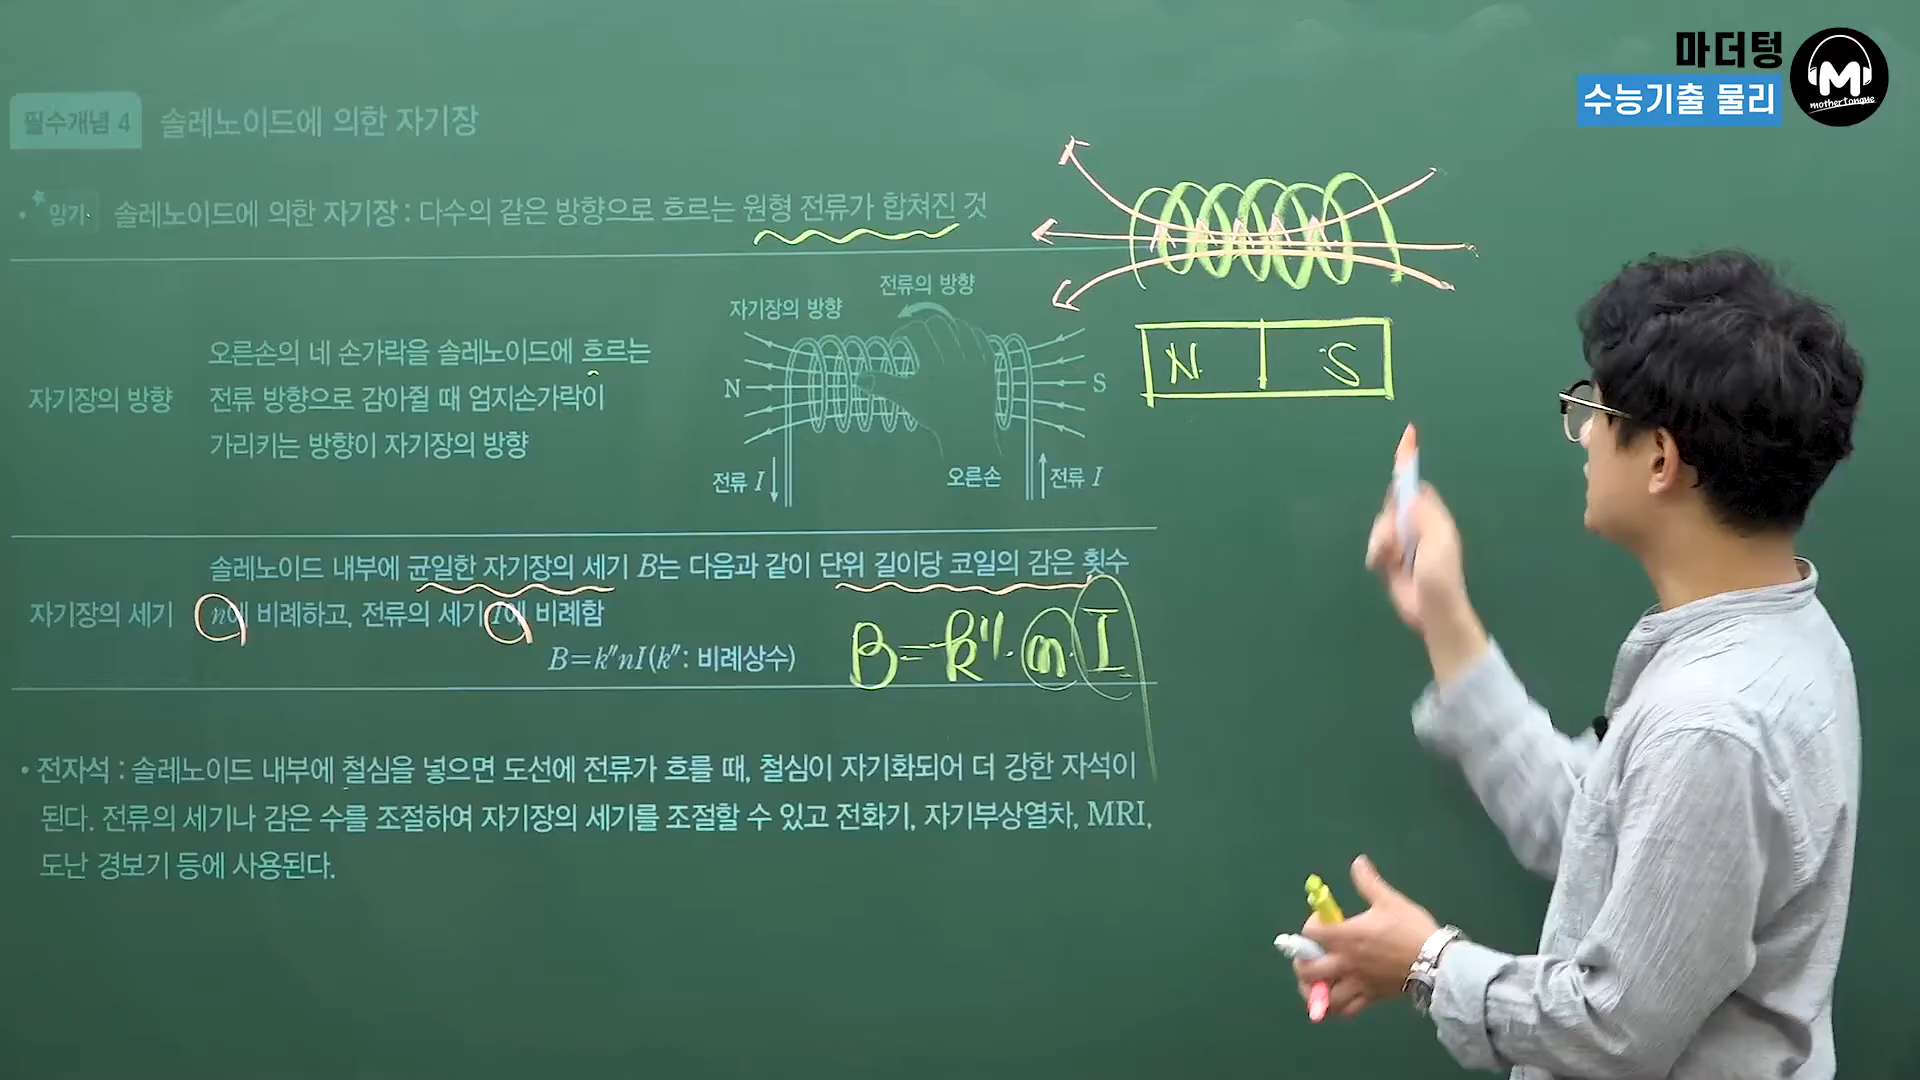 마더텅
수능기출 물리
M
mothertongue
필수개념 4 솔레노이드에 의한 자기장
• 암기 솔레노이드에 의한 자기장 : 다수의 같은 방향으로 흐르는 원형 전류가 합쳐진 것
자기장의 방향
오른손의 네 손가락을 솔레노이드에 흐르는
전류 방향으로 감아쥘 때 엄지손가락이
가리키는 방향이 자기장의 방향
전류의 방향
자기장의 방향
N
S
전류 I
오른손
전류 I
N S
자기장의 세기
솔레노이드 내부에 균일한 자기장의 세기 B는 다음과 같이 단위 길이당 코일의 감은 횟수
n에 비례하고, 전류의 세기 I에 비례함
B=k″nI(k″: 비례상수)
B=k″·n·I
• 전자석 : 솔레노이드 내부에 철심을 넣으면 도선에 전류가 흐를 때, 철심이 자기화되어 더 강한 자석이
된다. 전류의 세기나 감은 수를 조절하여 자기장의 세기를 조절할 수 있고 전화기, 자기부상열차, MRI,
도난 경보기 등에 사용된다.